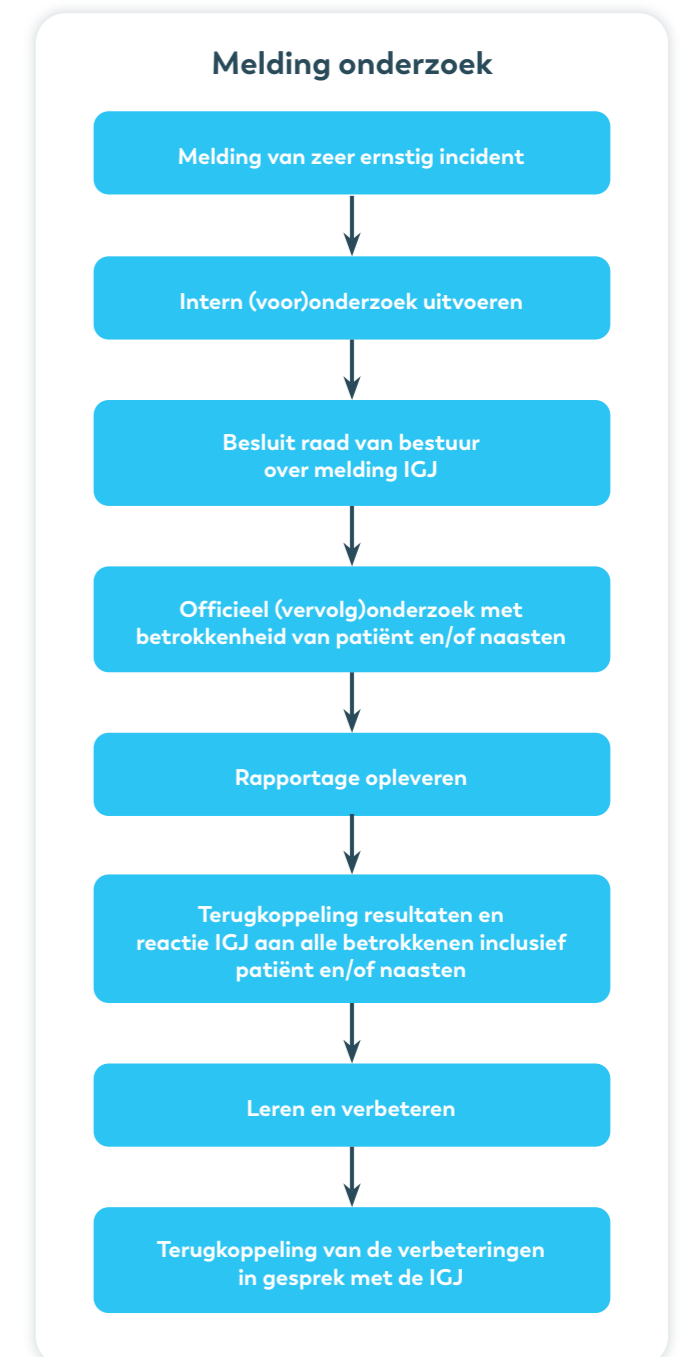 Melding onderzoek
Melding van zeer ernstig incident
Intern (voor)onderzoek uitvoeren
Besluit raad van bestuur
over melding IGJ
Officieel (vervolg)onderzoek met
betrokkenheid van patiënt en/of naasten
Rapportage opleveren
Terugkoppeling resultaten en
reactie IGJ aan alle betrokkenen inclusief
patiënt en/of naasten
Leren en verbeteren
Terugkoppeling van de verbeteringen
in gesprek met de IGJ